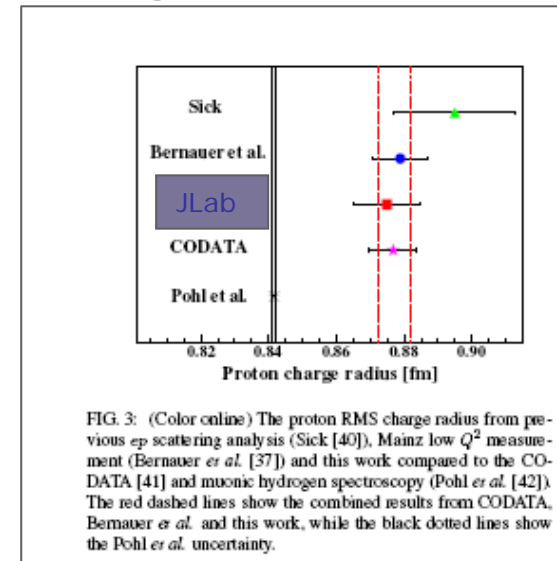 Sick
Bernauer et al.
JLab
CODATA
Pohl et al.
0.82 0.84 0.86 0.88 0.90
Proton charge radius [fm]
FIG. 3: (Color online) The proton RMS charge radius from pre-
vious ep scattering analysis (Sick [40]), Mainz low Q² measure-
ment (Bernauer et al. [37]) and this work compared to the CO-
DATA [41] and muonic hydrogen spectroscopy (Pohl et al. [42]).
The red dashed lines show the combined results from CODATA,
Bernauer et al. and this work, while the black dotted lines show
the Pohl et al. uncertainty.